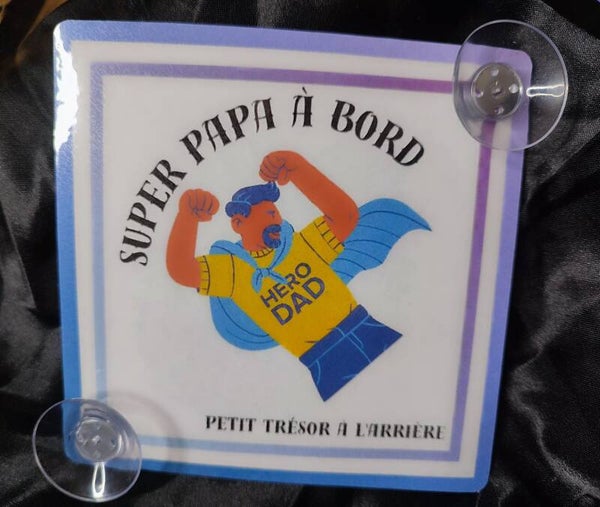 SUPER PAPA À BORD
HERO
DAD
PETIT TRÉSOR À L'ARRIÈRE